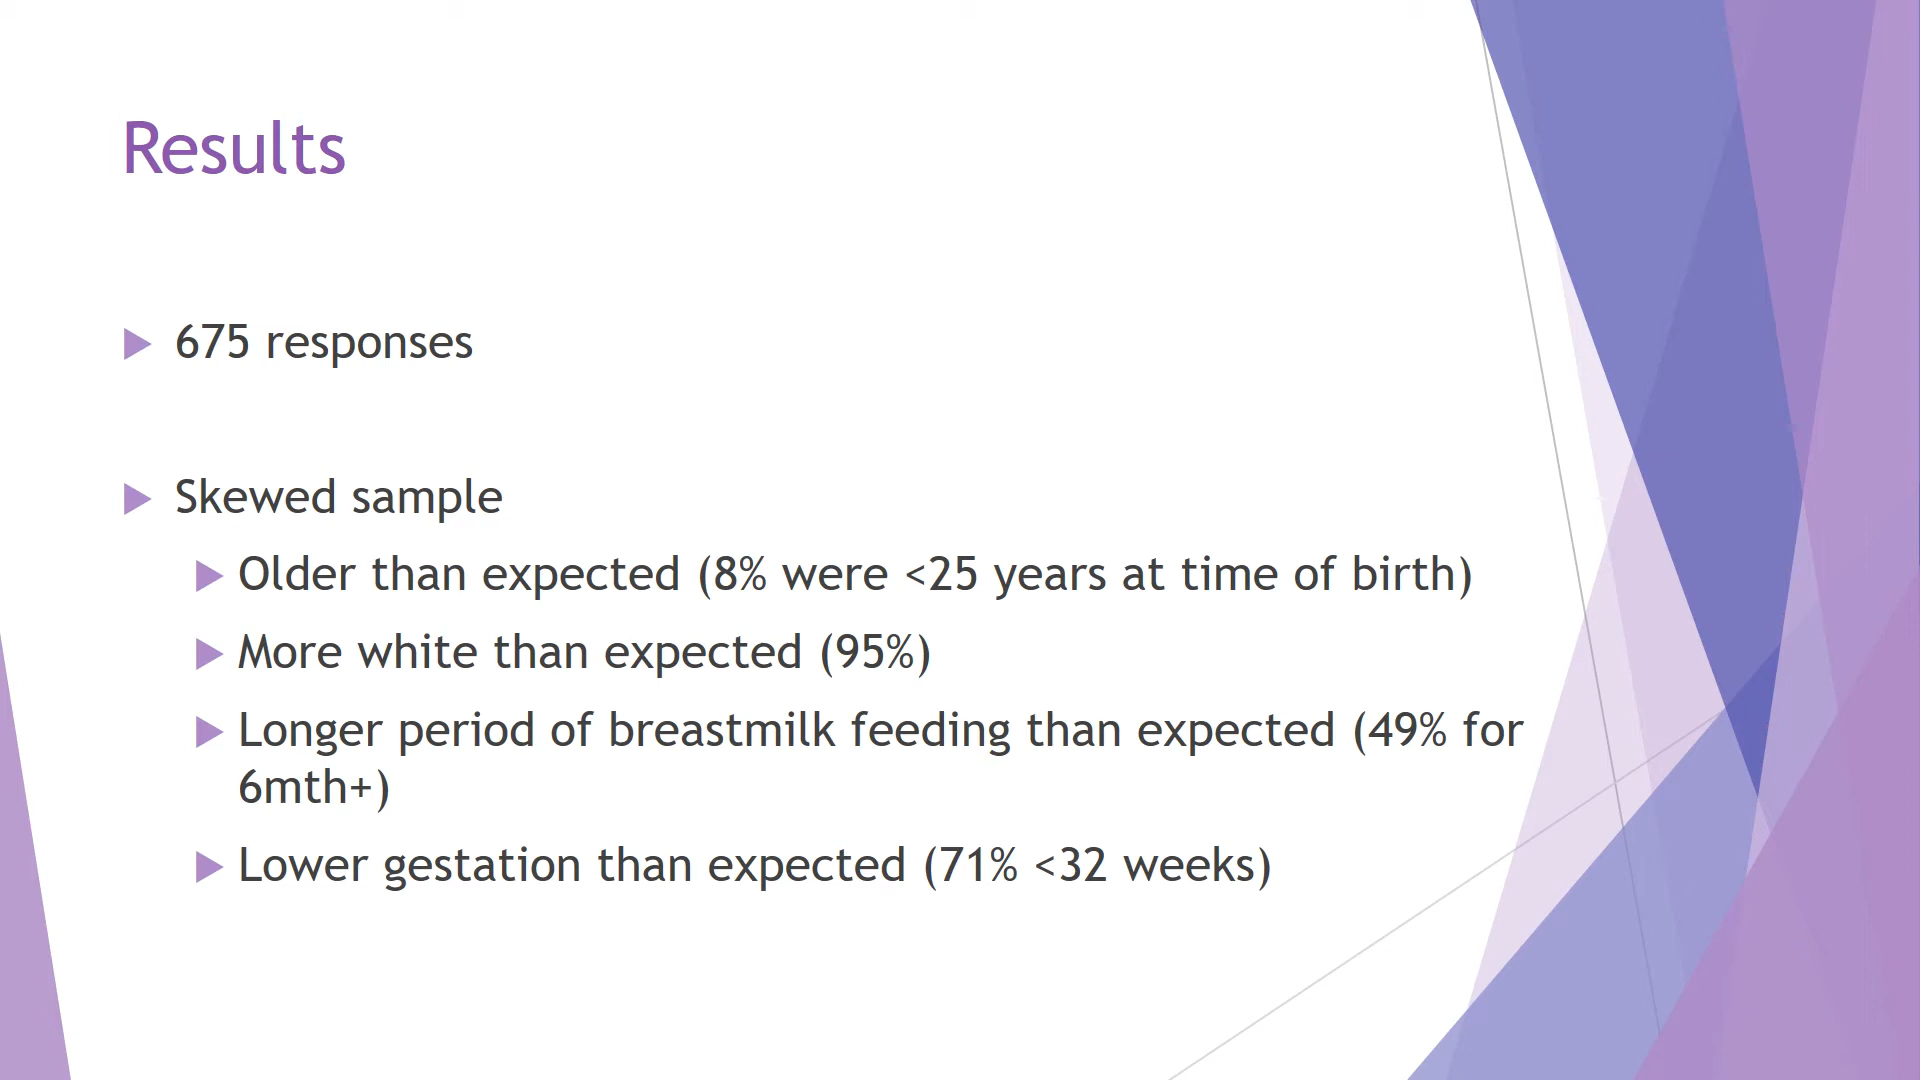 Results
675 responses
Skewed sample
Older than expected (8% were <25 years at time of birth)
More white than expected (95%)
Longer period of breastmilk feeding than expected (49% for
6mth+)
Lower gestation than expected (71% <32 weeks)